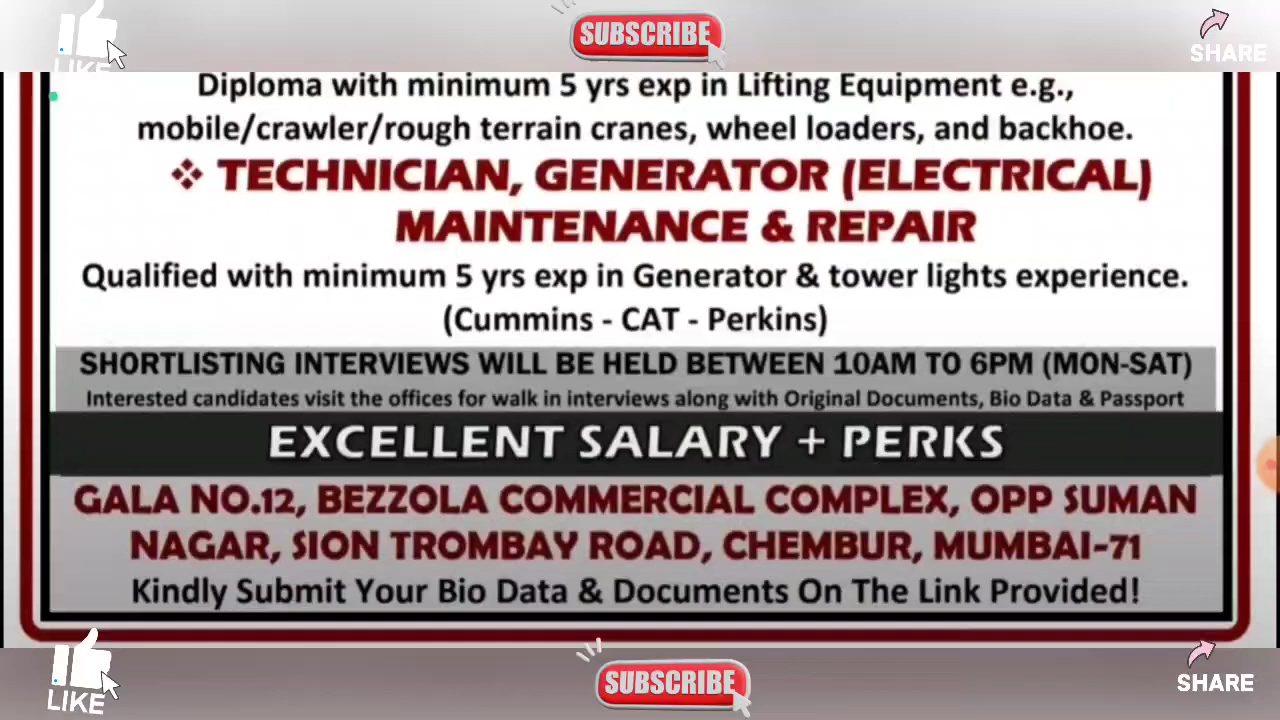 LIKE
SUBSCRIBE
SHARE
Diploma with minimum 5 yrs exp in Lifting Equipment e.g.,
mobile/crawler/rough terrain cranes, wheel loaders, and backhoe.
❖ TECHNICIAN, GENERATOR (ELECTRICAL)
MAINTENANCE & REPAIR
Qualified with minimum 5 yrs exp in Generator & tower lights experience.
(Cummins - CAT - Perkins)
SHORTLISTING INTERVIEWS WILL BE HELD BETWEEN 10AM TO 6PM (MON-SAT)
Interested candidates visit the offices for walk in interviews along with Original Documents, Bio Data & Passport
EXCELLENT SALARY + PERKS
GALA NO.12, BEZZOLA COMMERCIAL COMPLEX, OPP SUMAN
NAGAR, SION TROMBAY ROAD, CHEMBUR, MUMBAI-71
Kindly Submit Your Bio Data & Documents On The Link Provided!
LIKE
SUBSCRIBE
SHARE